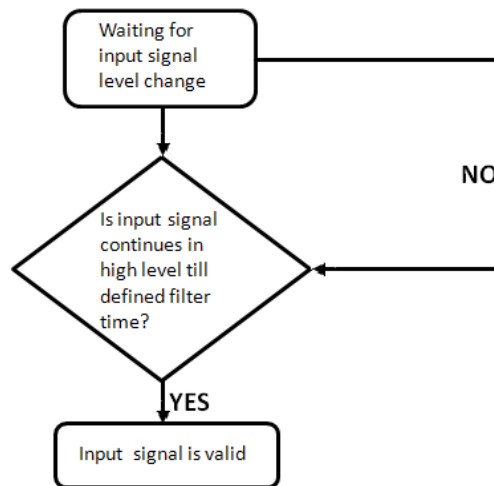 Waiting for
input signal
level change
NO
Is input signal
continues in
high level till
defined filter
time?
YES
Input signal is valid